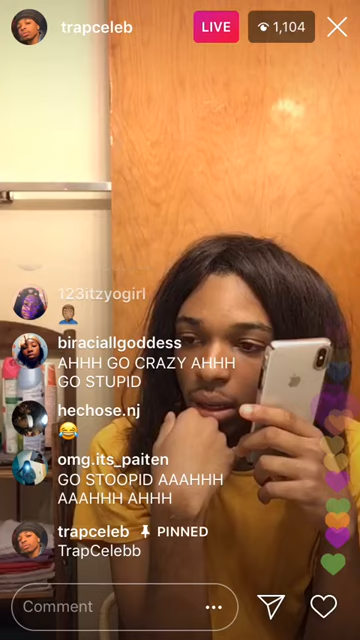 trapceleb
LIVE
1,104
123itzyogirl
biraciallgoddess
AHHH GO CRAZY AHHH
GO STUPID
hechose.nj
omg.its_paiten
GO STOOPID AAAHHH
AAAHHH AHHH
trapceleb PINNED
TrapCelebb
Comment